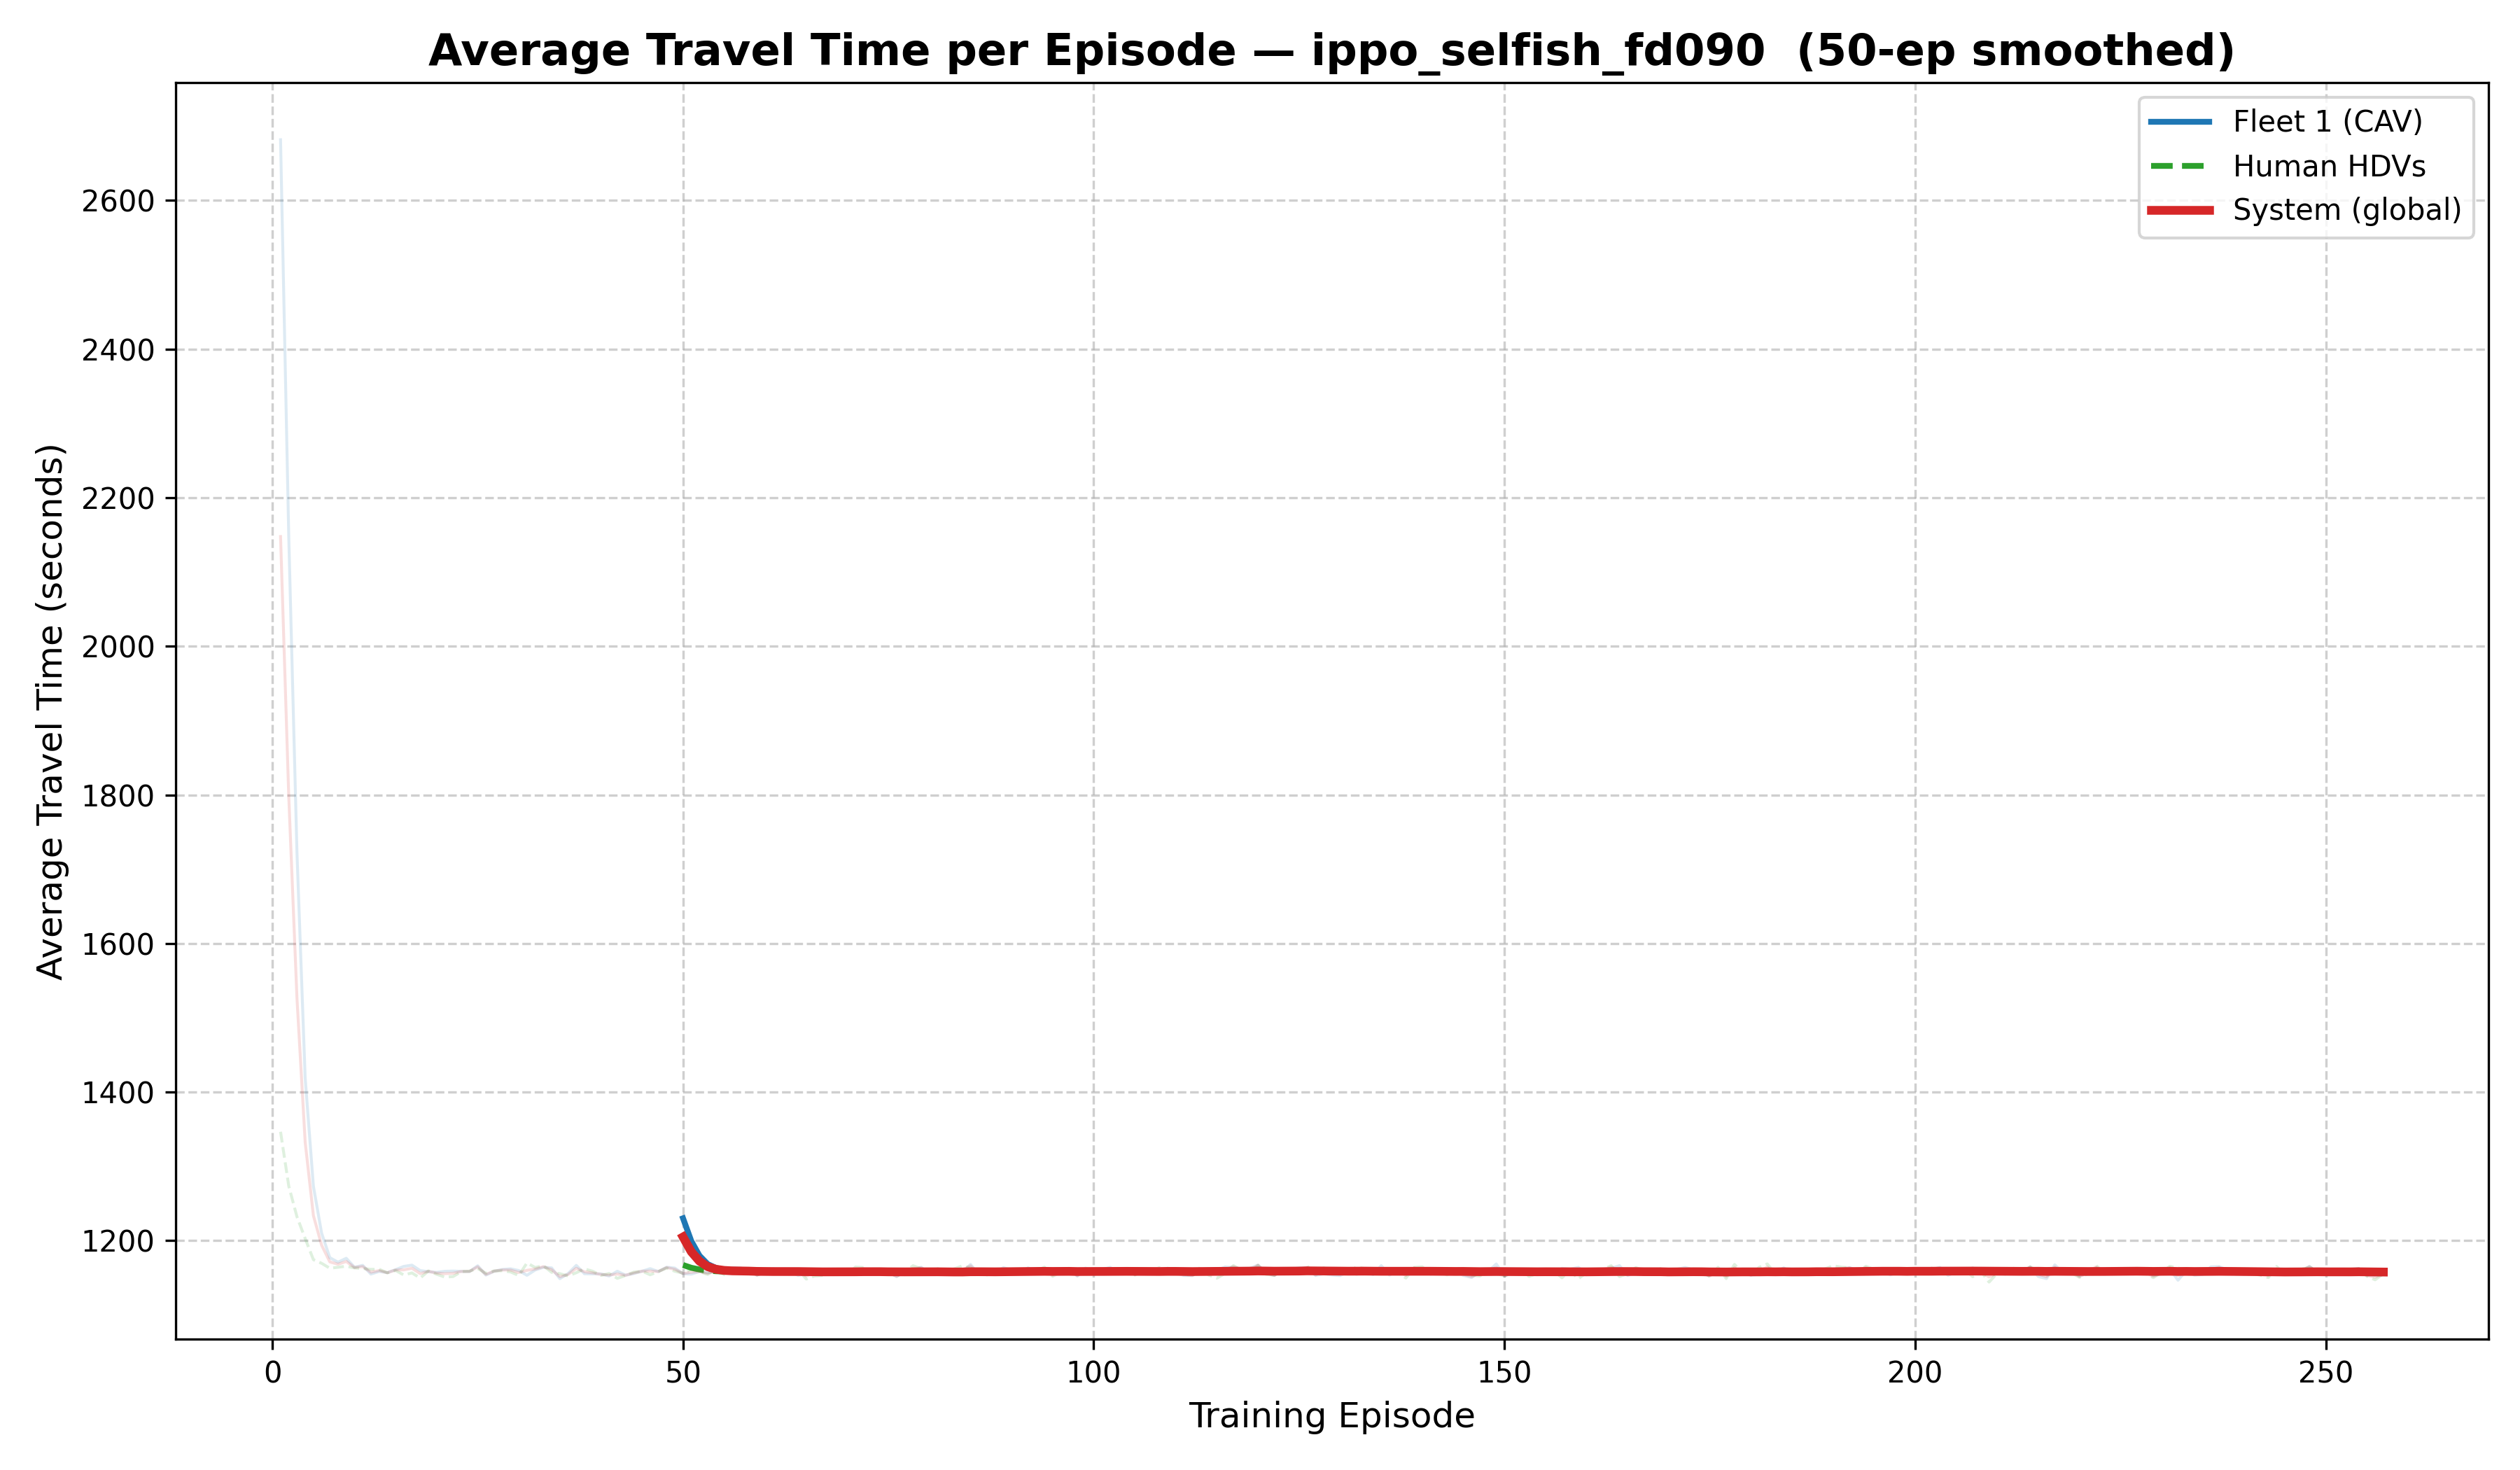 Average Travel Time per Episode — ippo_selfish_fd090 (50-ep smoothed)
Fleet 1 (CAV)
Human HDVs
System (global)
Average Travel Time (seconds)
2600
2400
2200
2000
1800
1600
1400
1200
0
50
100
150
200
250
Training Episode